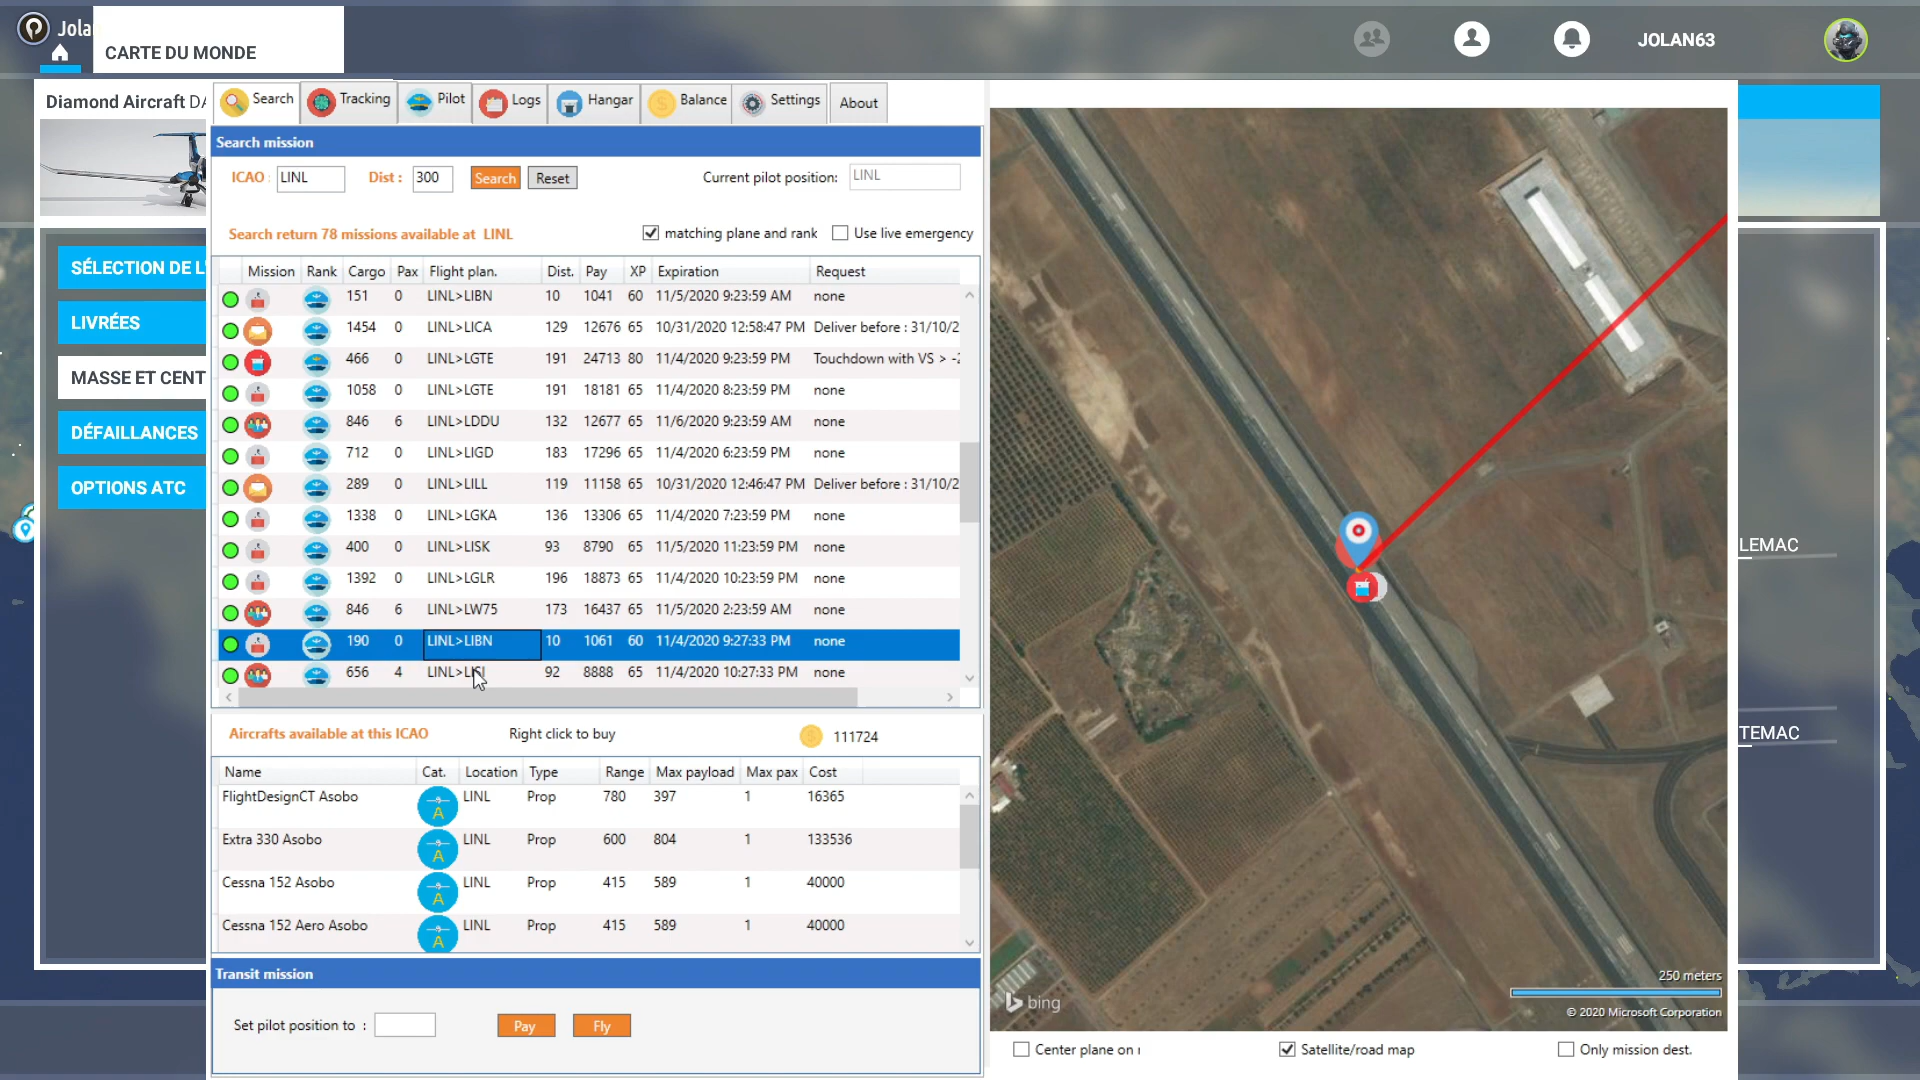 Jola
CARTE DU MONDE
JOLAN63
Diamond Aircraft DA
Search
Tracking
Pilot
Logs
Hangar
Balance
Settings
About
Search mission
ICAO : LINL Dist : 300 Search Reset Current pilot position: LINL
Search return 78 missions available at LINL matching plane and rank Use live emergency
Mission Rank Cargo Pax Flight plan. Dist. Pay XP Expiration Request
151 0 LINL>LIBN 10 1041 60 11/5/2020 9:23:59 AM none
1454 0 LINL>LICA 129 12676 65 10/31/2020 12:58:47 PM Deliver before : 31/10/2
466 0 LINL>LGTE 191 24713 80 11/4/2020 9:23:59 PM Touchdown with VS > -2
1058 0 LINL>LGTE 191 18181 65 11/4/2020 8:23:59 PM none
846 6 LINL>LDDU 132 12677 65 11/6/2020 9:23:59 AM none
712 0 LINL>LIGD 183 17296 65 11/4/2020 6:23:59 PM none
289 0 LINL>LILL 119 11158 65 10/31/2020 12:46:47 PM Deliver before : 31/10/2
1338 0 LINL>LGKA 136 13306 65 11/4/2020 7:23:59 PM none
400 0 LINL>LISK 93 8790 65 11/5/2020 11:23:59 PM none
1392 0 LINL>LGLR 196 18873 65 11/4/2020 10:23:59 PM none
846 6 LINL>LW75 173 16437 65 11/5/2020 2:23:59 AM none
190 0 LINL>LIBN 10 1061 60 11/4/2020 9:27:33 PM none
656 4 92 8888 65 11/4/2020 10:27:33 PM none
Aircrafts available at this ICAO Right click to buy 111724
Name Cat. Location Type Range Max payload Max pax Cost
FlightDesignCT Asobo A LINL Prop 780 397 1 16365
Extra 330 Asobo A LINL Prop 600 804 1 133536
Cessna 152 Asobo A LINL Prop 415 589 1 40000
Cessna 152 Aero Asobo A LINL Prop 415 589 1 40000
Transit mission
Set pilot position to : Pay Fly
SÉLECTION DE L'
LIVRÉES
MASSE ET CENT
DÉFAILLANCES
OPTIONS ATC
LEMAC
TEMAC
bing
250 meters
© 2020 Microsoft Corporation
Center plane on
Satellite/road map
Only mission dest.